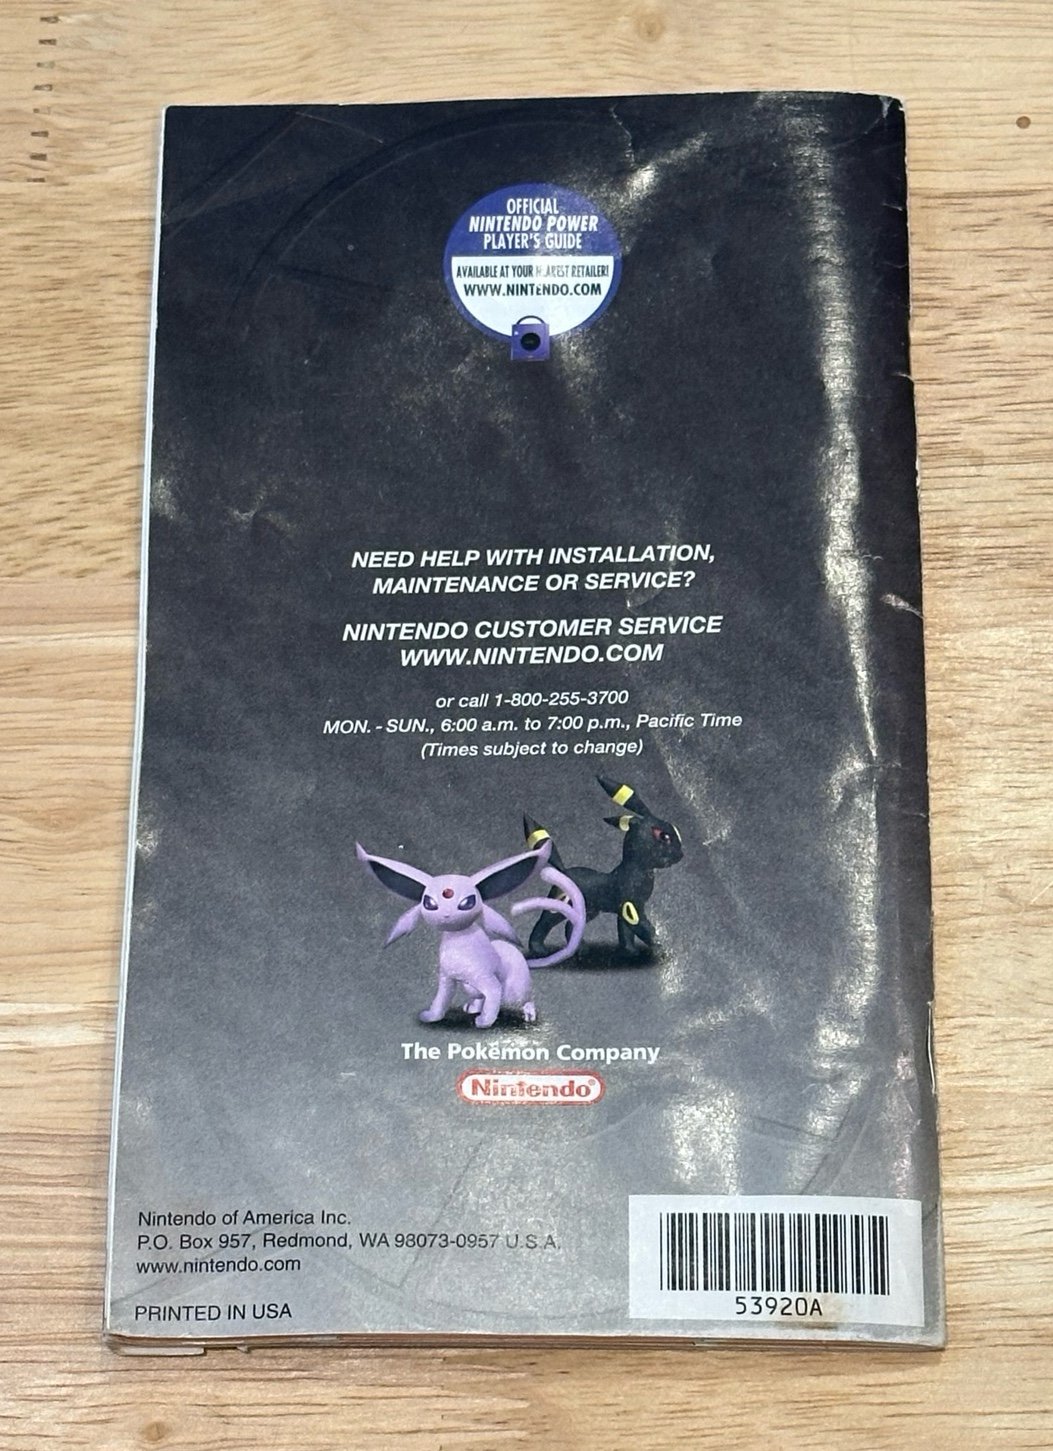 OFFICIAL
NINTENDO POWER
PLAYER'S GUIDE
AVAILABLE AT YOUR NEAREST RETAILER!
WWW.NINTENDO.COM
NEED HELP WITH INSTALLATION,
MAINTENANCE OR SERVICE?
NINTENDO CUSTOMER SERVICE
WWW.NINTENDO.COM
or call 1-800-255-3700
MON. - SUN., 6:00 a.m. to 7:00 p.m., Pacific Time
(Times subject to change)
The Pokémon Company
Nintendo®
Nintendo of America Inc.
P.O. Box 957, Redmond, WA 98073-0957 U.S.A.
www.nintendo.com
PRINTED IN USA
53920A